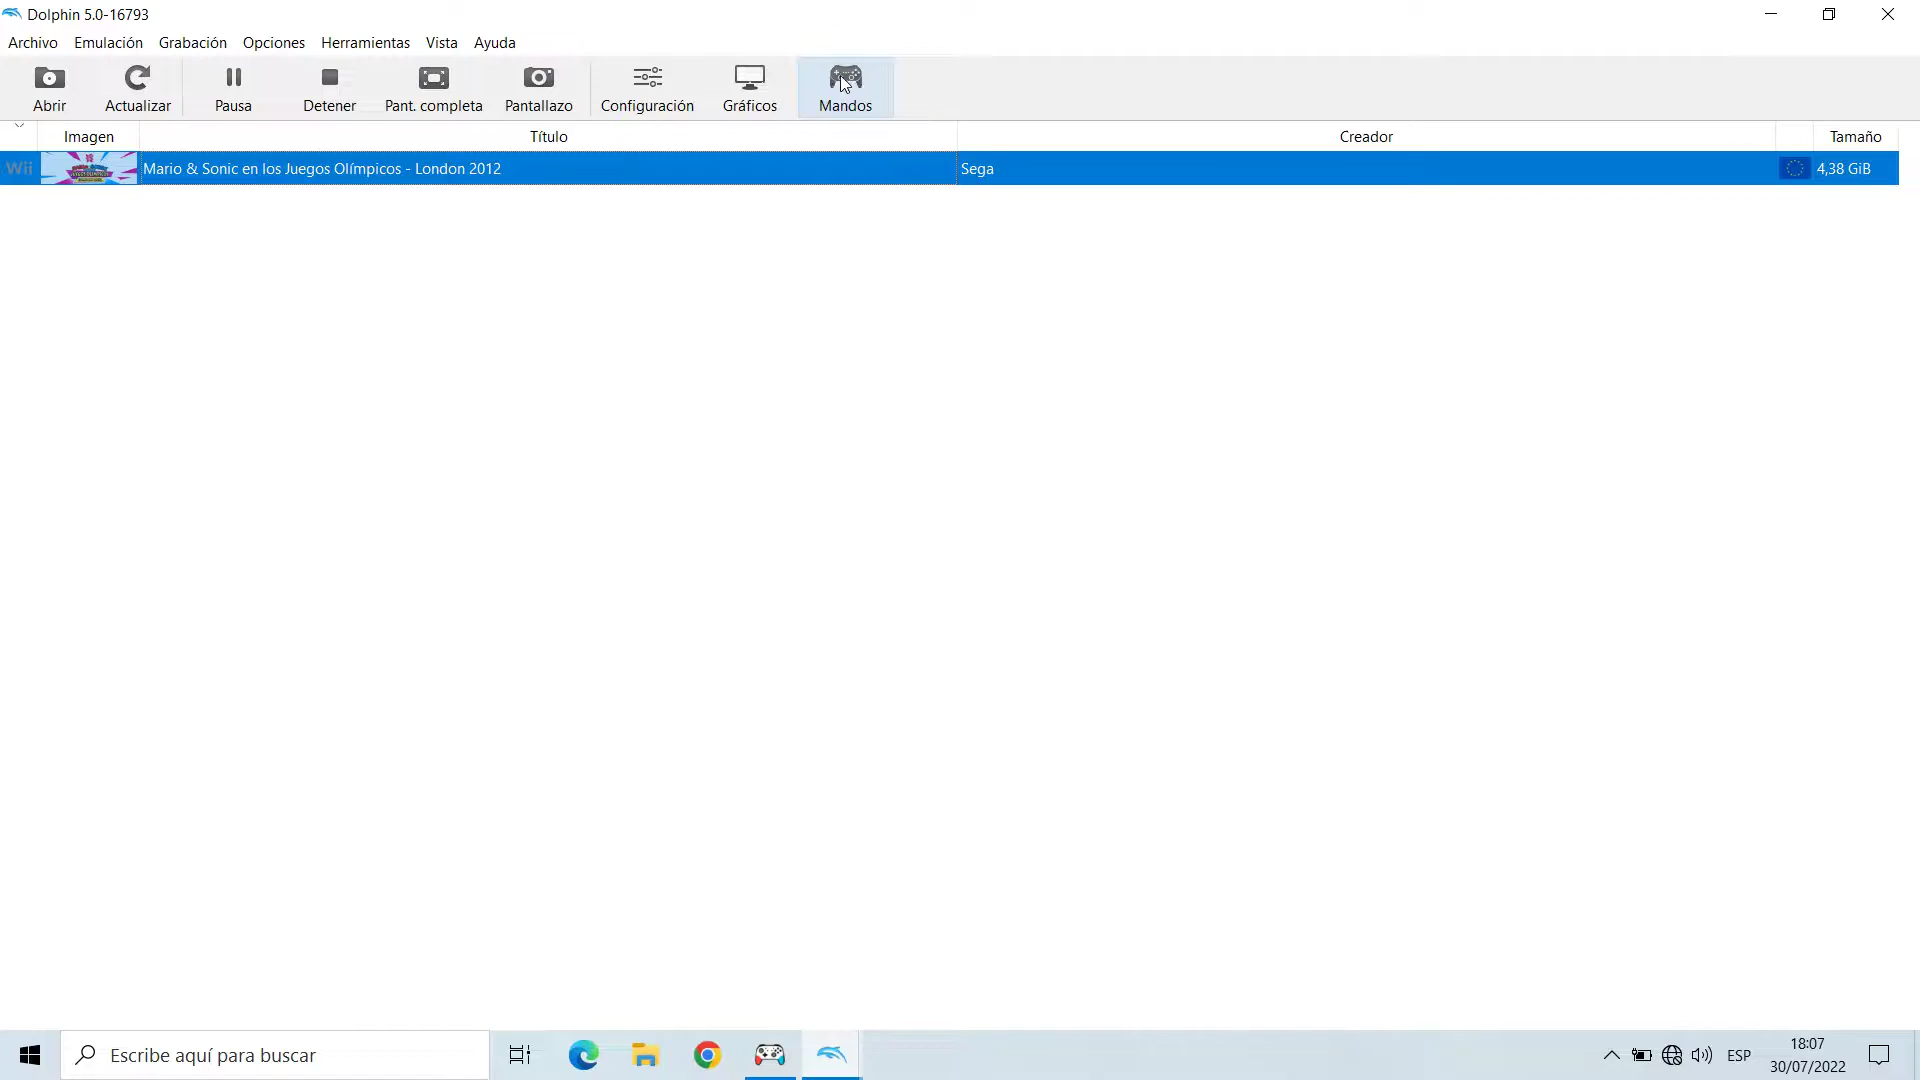 Dolphin 5.0-16793
Archivo Emulación Grabación Opciones Herramientas Vista Ayuda
Abrir Actualizar Pausa Detener Pant. completa Pantallazo Configuración Gráficos Mandos
Imagen Título Creador Tamaño
Wii Mario & Sonic en los Juegos Olímpicos - London 2012 Sega 4,38 GiB
Escribe aquí para buscar
ESP
18:07
30/07/2022